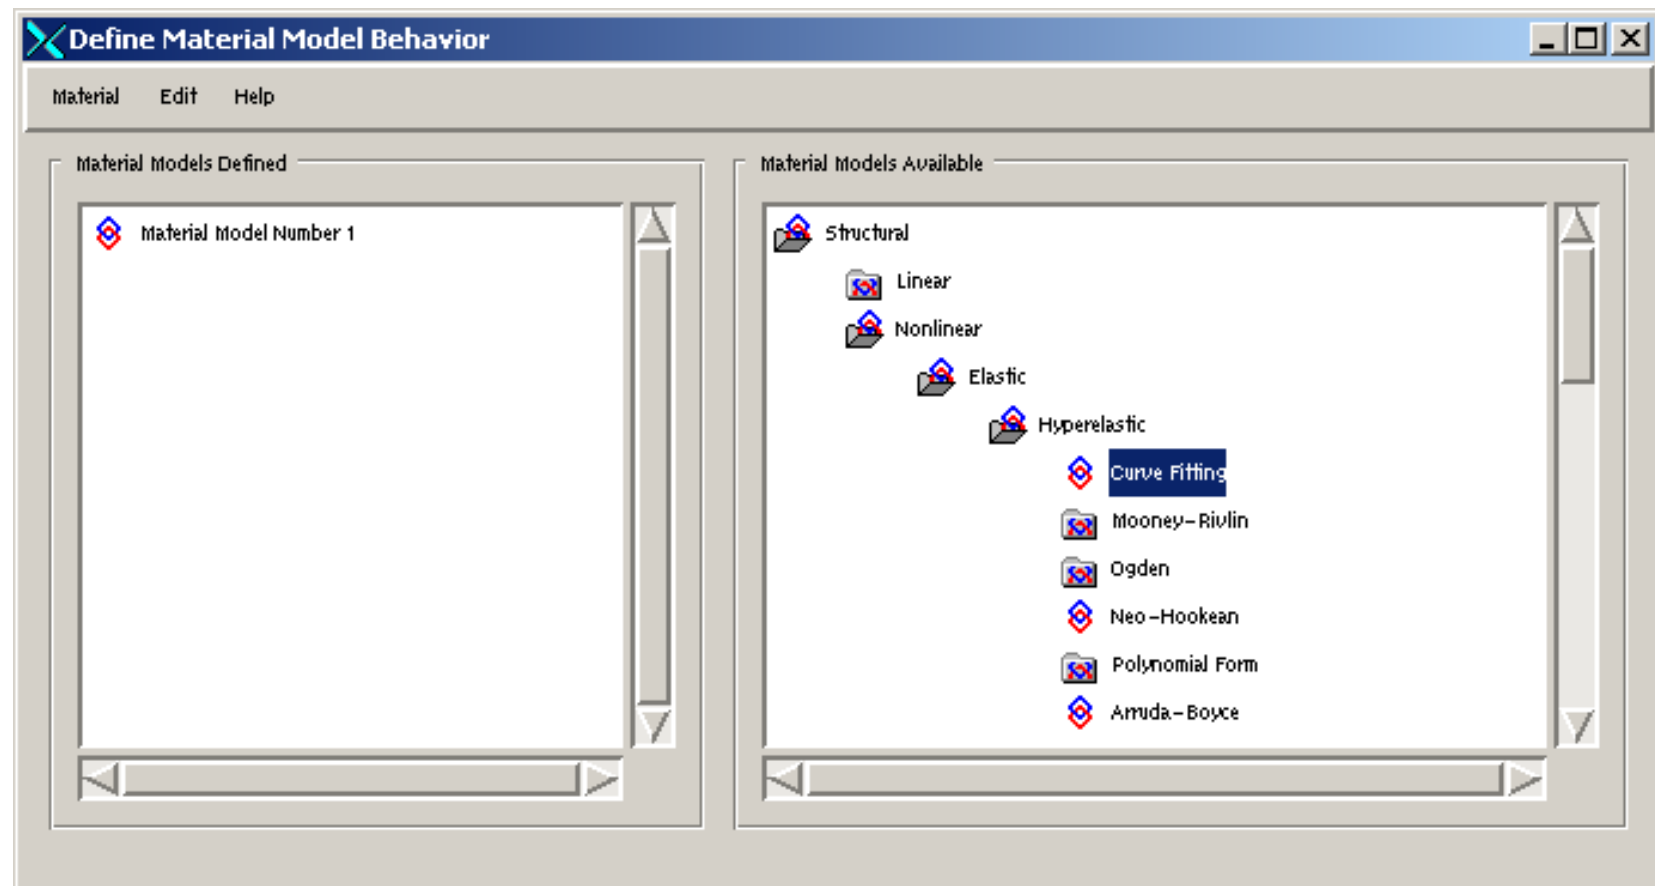 Define Material Model Behavior
Material Edit Help
Material Models Defined
Material Model Number 1
Material Models Available
Structural
Linear
Nonlinear
Elastic
Hyperelastic
Curve Fitting
Mooney-Rivlin
Ogden
Neo-Hookean
Polynomial Form
Arruda-Boyce